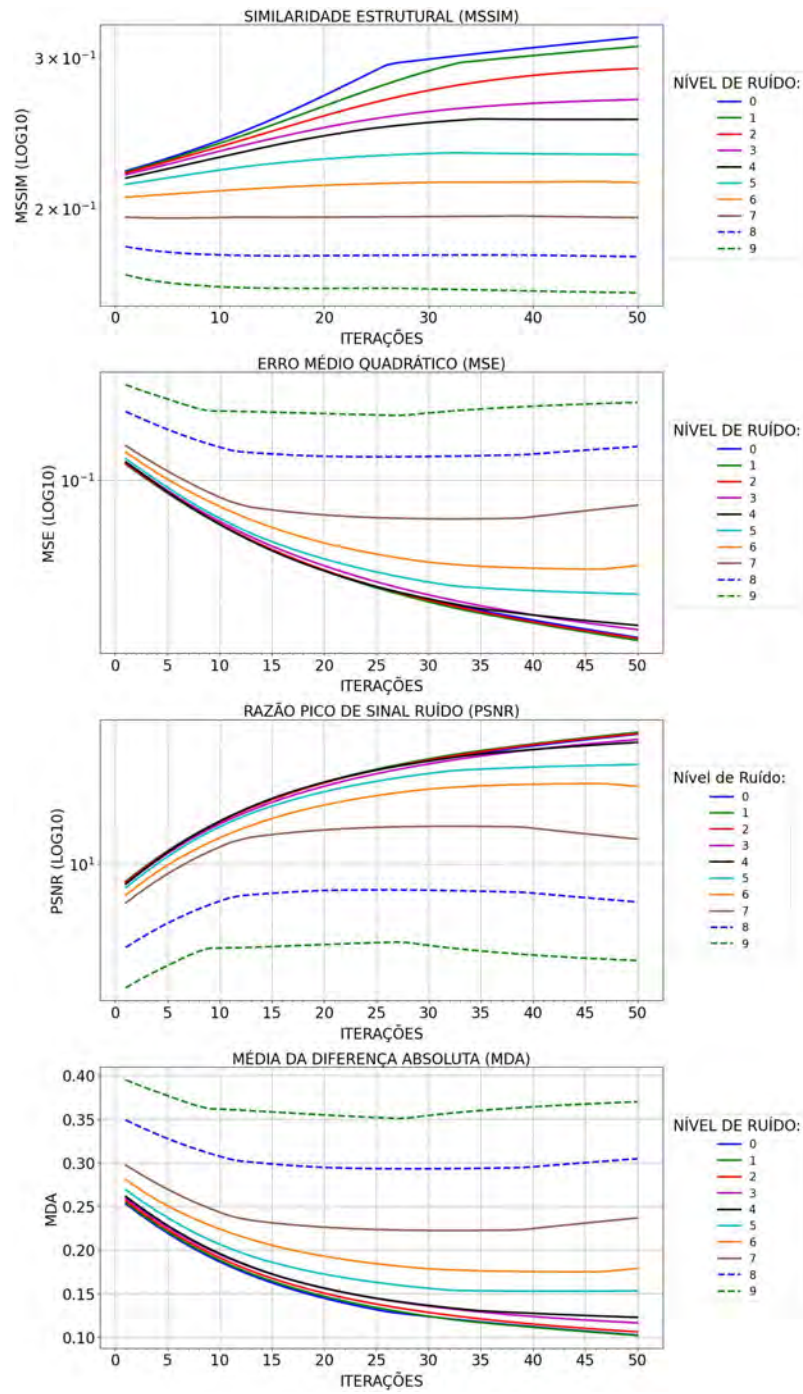 SIMILARIDADE ESTRUTURAL (MSSIM)
MSSIM (LOG10)
3 × 10⁻¹
2 × 10⁻¹
0 10 20 30 40 50
ITERAÇÕES
NÍVEL DE RUÍDO:
0
1
2
3
4
5
6
7
8
9
ERRO MÉDIO QUADRÁTICO (MSE)
MSE (LOG10)
10⁻¹
0 5 10 15 20 25 30 35 40 45 50
ITERAÇÕES
NÍVEL DE RUÍDO:
0
1
2
3
4
5
6
7
8
9
RAZÃO PICO DE SINAL RUÍDO (PSNR)
PSNR (LOG10)
10¹
0 5 10 15 20 25 30 35 40 45 50
ITERAÇÕES
Nível de Ruído:
0
1
2
3
4
5
6
7
8
9
MÉDIA DA DIFERENÇA ABSOLUTA (MDA)
MDA
0.40
0.35
0.30
0.25
0.20
0.15
0.10
0 5 10 15 20 25 30 35 40 45 50
ITERAÇÕES
NÍVEL DE RUÍDO:
0
1
2
3
4
5
6
7
8
9